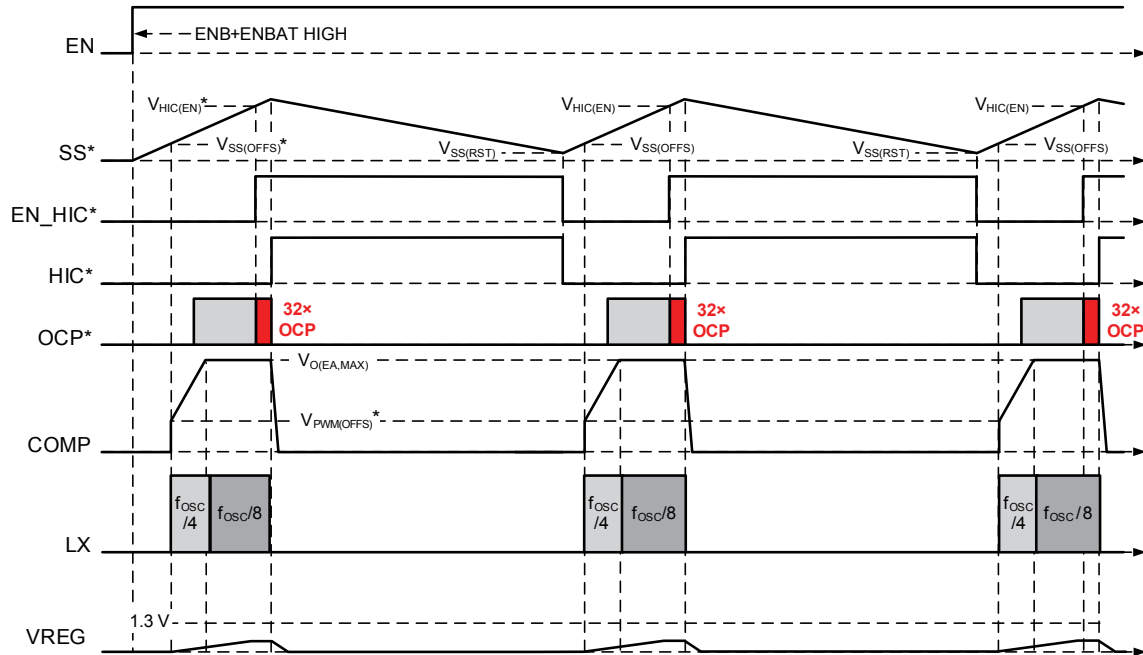 EN
ENB+ENBAT HIGH
VHIC(EN)* VHIC(EN) VHIC(EN)
VSS(OFFS)* VSS(OFFS) VSS(OFFS)
SS* VSS(RST) VSS(RST)
EN_HIC*
HIC*
OCP*
32× 32× 32×
OCP OCP OCP
VO(EA,MAX)
VPWM(OFFS)*
COMP
fOSC fOSC fOSC
/4 fOSC/8 /4 fOSC/8 /4 fOSC/8
LX
1.3 V
VREG